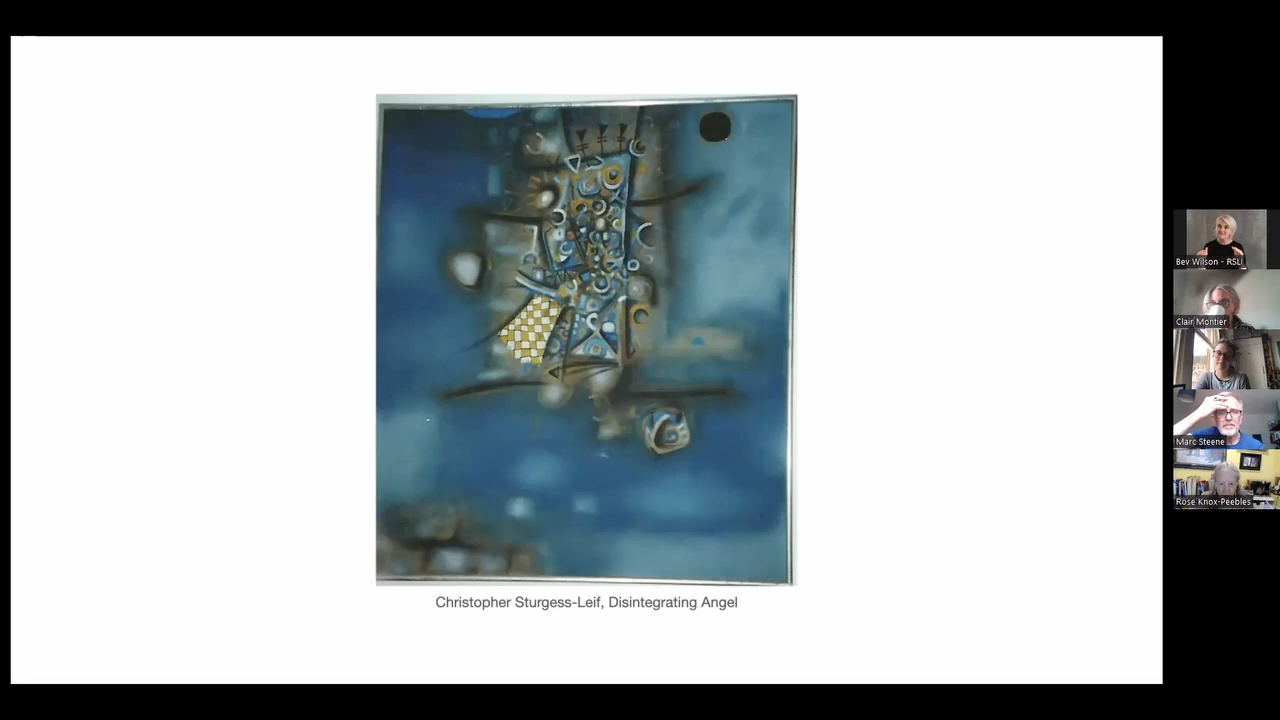 Christopher Sturgess-Leif, Disintegrating Angel
Bev Wilson - RSLI
Clair Montier
Marc Steene
Rose Knox-Peebles